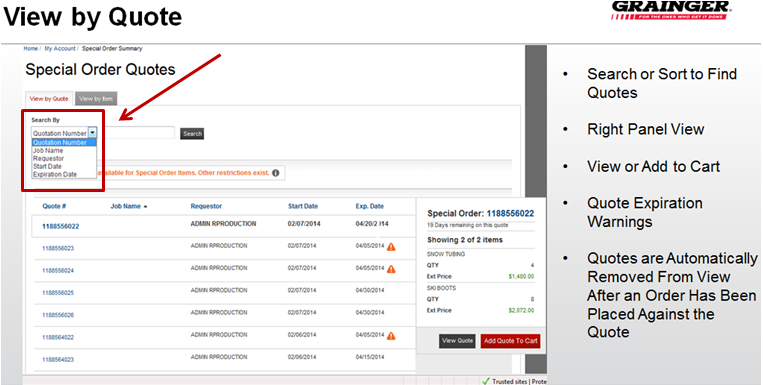 View by Quote
GRAINGER
FOR THE ONES WHO GET IT DONE
Home / My Account / Special Order Summary
Special Order Quotes
View by Quote
View by Item
Search By
Quotation Number
Search
Quotation Number
Job Name
Requestor
Start Date
Expiration Date
available for Special Order Items. Other restrictions exist.
Quote # Job Name Requestor Start Date Exp. Date
1188556022 ADMIN RPRODUCTION 02/07/2014
1188556023 ADMIN RPRODUCTION 02/07/2014 04/05/2014
1188556024 ADMIN RPRODUCTION 02/07/2014 04/05/2014
1188556025 ADMIN RPRODUCTION 02/07/2014 04/30/2014
1188556026 ADMIN RPRODUCTION 02/07/2014 04/30/2014
1188564022 ADMIN RPRODUCTION 02/06/2014 04/05/2014
1188564023 ADMIN RPRODUCTION 02/06/2014 04/15/2014
Special Order: 1188556022
19 Days remaining on this quote
Showing 2 of 2 items
SNOW TUBING
QTY 4
Ext Price $1,480.00
SKI BOOTS
QTY 8
Ext Price $2,072.00
View Quote
Add Quote To Cart
Trusted sites | Prote
• Search or Sort to Find
Quotes
• Right Panel View
• View or Add to Cart
• Quote Expiration
Warnings
• Quotes are Automatically
Removed From View
After an Order Has Been
Placed Against the
Quote